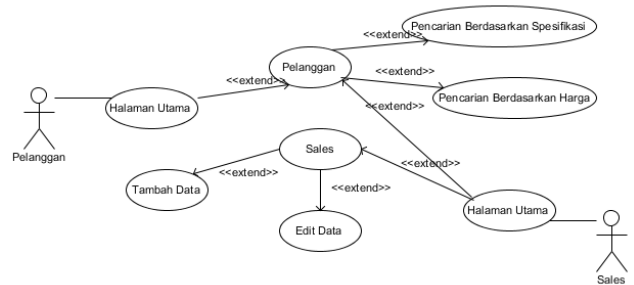 Pencarian Berdasarkan Spesifikasi
<<extend>>
Pelanggan
<<extend>>
<<extend>>
Pencarian Berdasarkan Harga
Halaman Utama
<<extend>>
Pelanggan
Sales
<<extend>>
<<extend>>
Tambah Data
<<extend>>
Halaman Utama
Edit Data
Sales